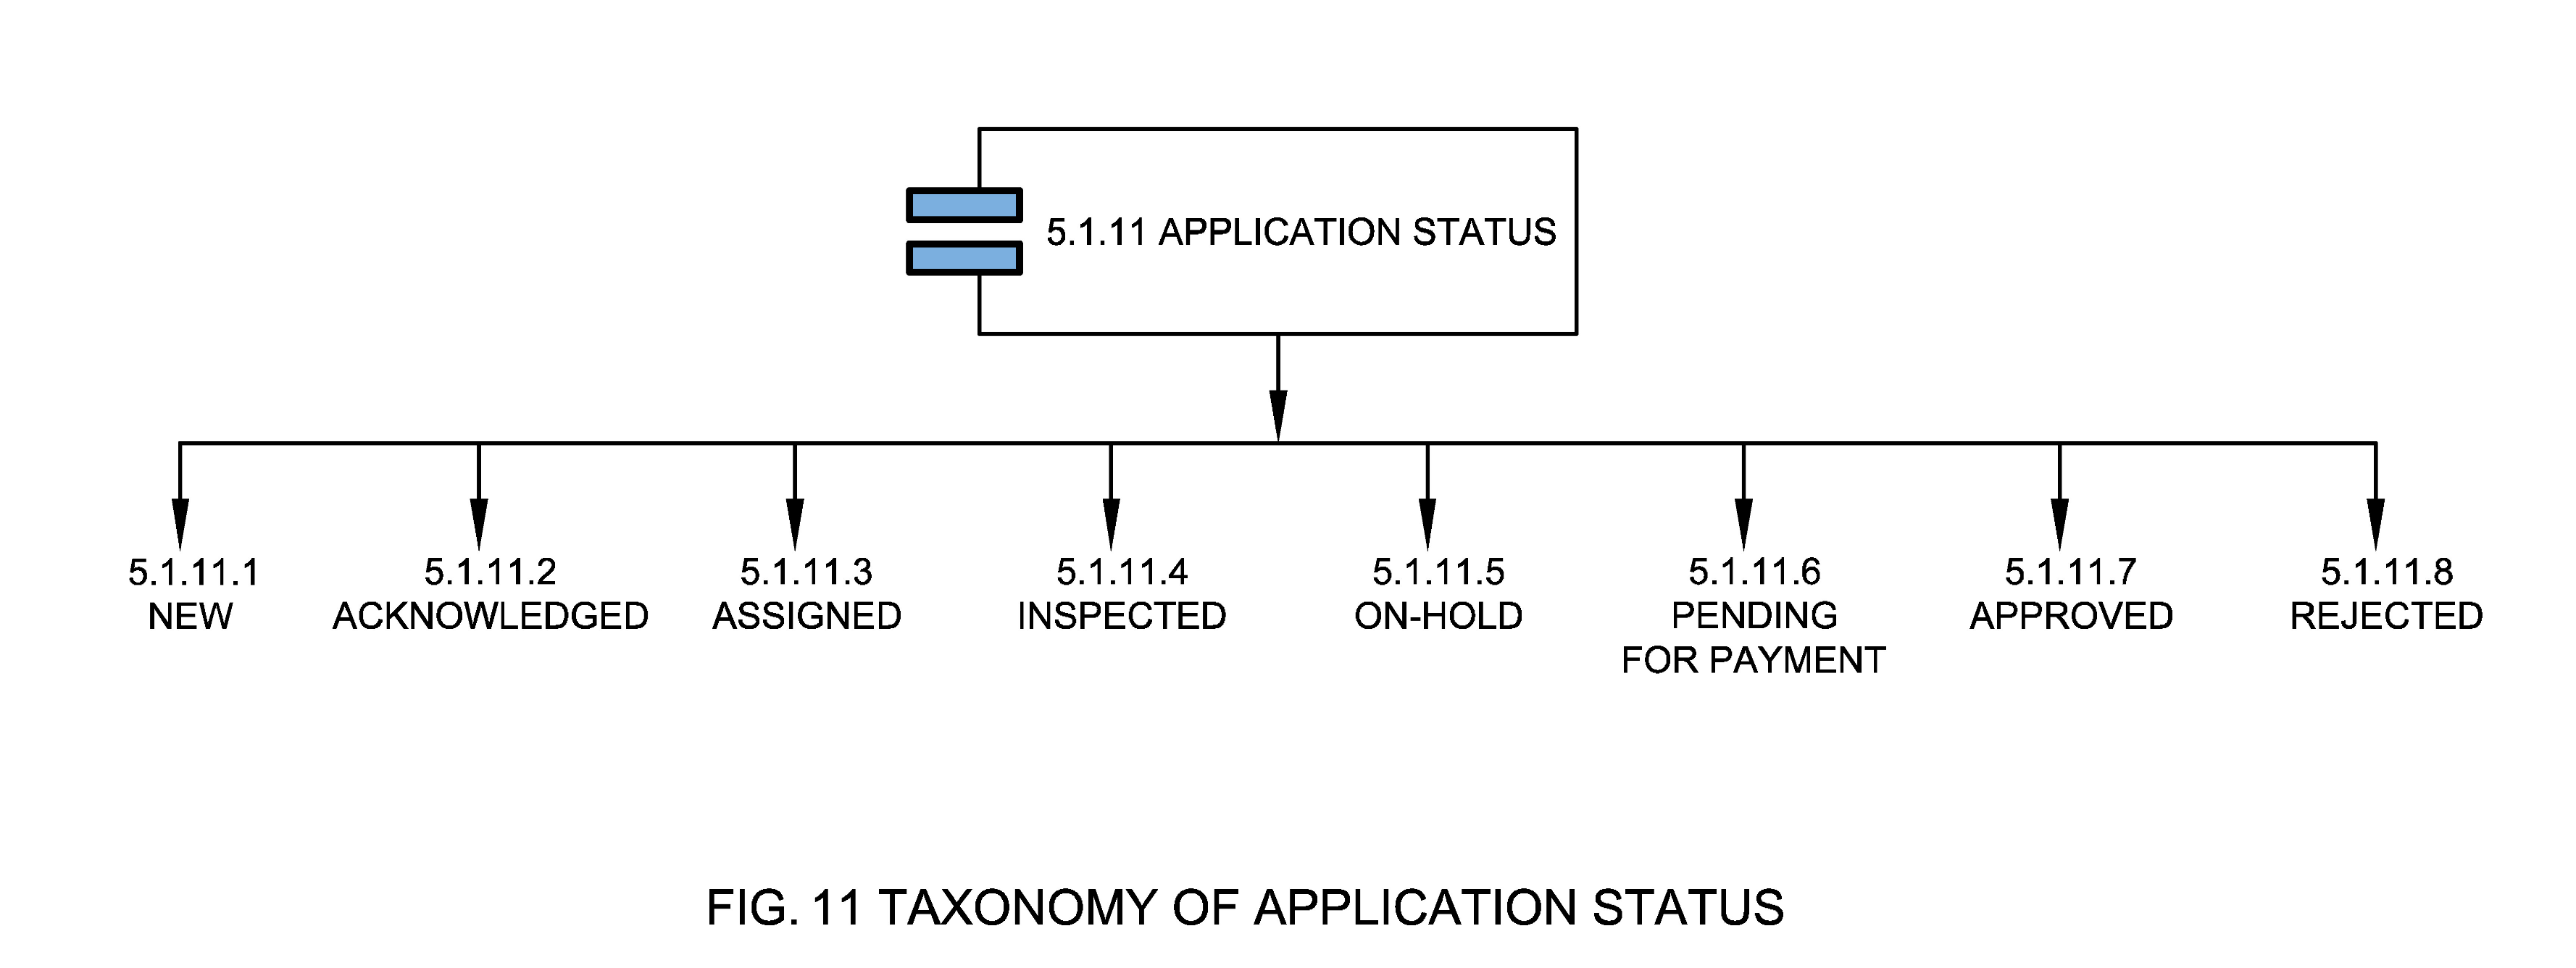 5.1.11 APPLICATION STATUS
5.1.11.1
NEW
5.1.11.2
ACKNOWLEDGED
5.1.11.3
ASSIGNED
5.1.11.4
INSPECTED
5.1.11.5
ON-HOLD
5.1.11.6
PENDING
FOR PAYMENT
5.1.11.7
APPROVED
5.1.11.8
REJECTED
FIG. 11 TAXONOMY OF APPLICATION STATUS